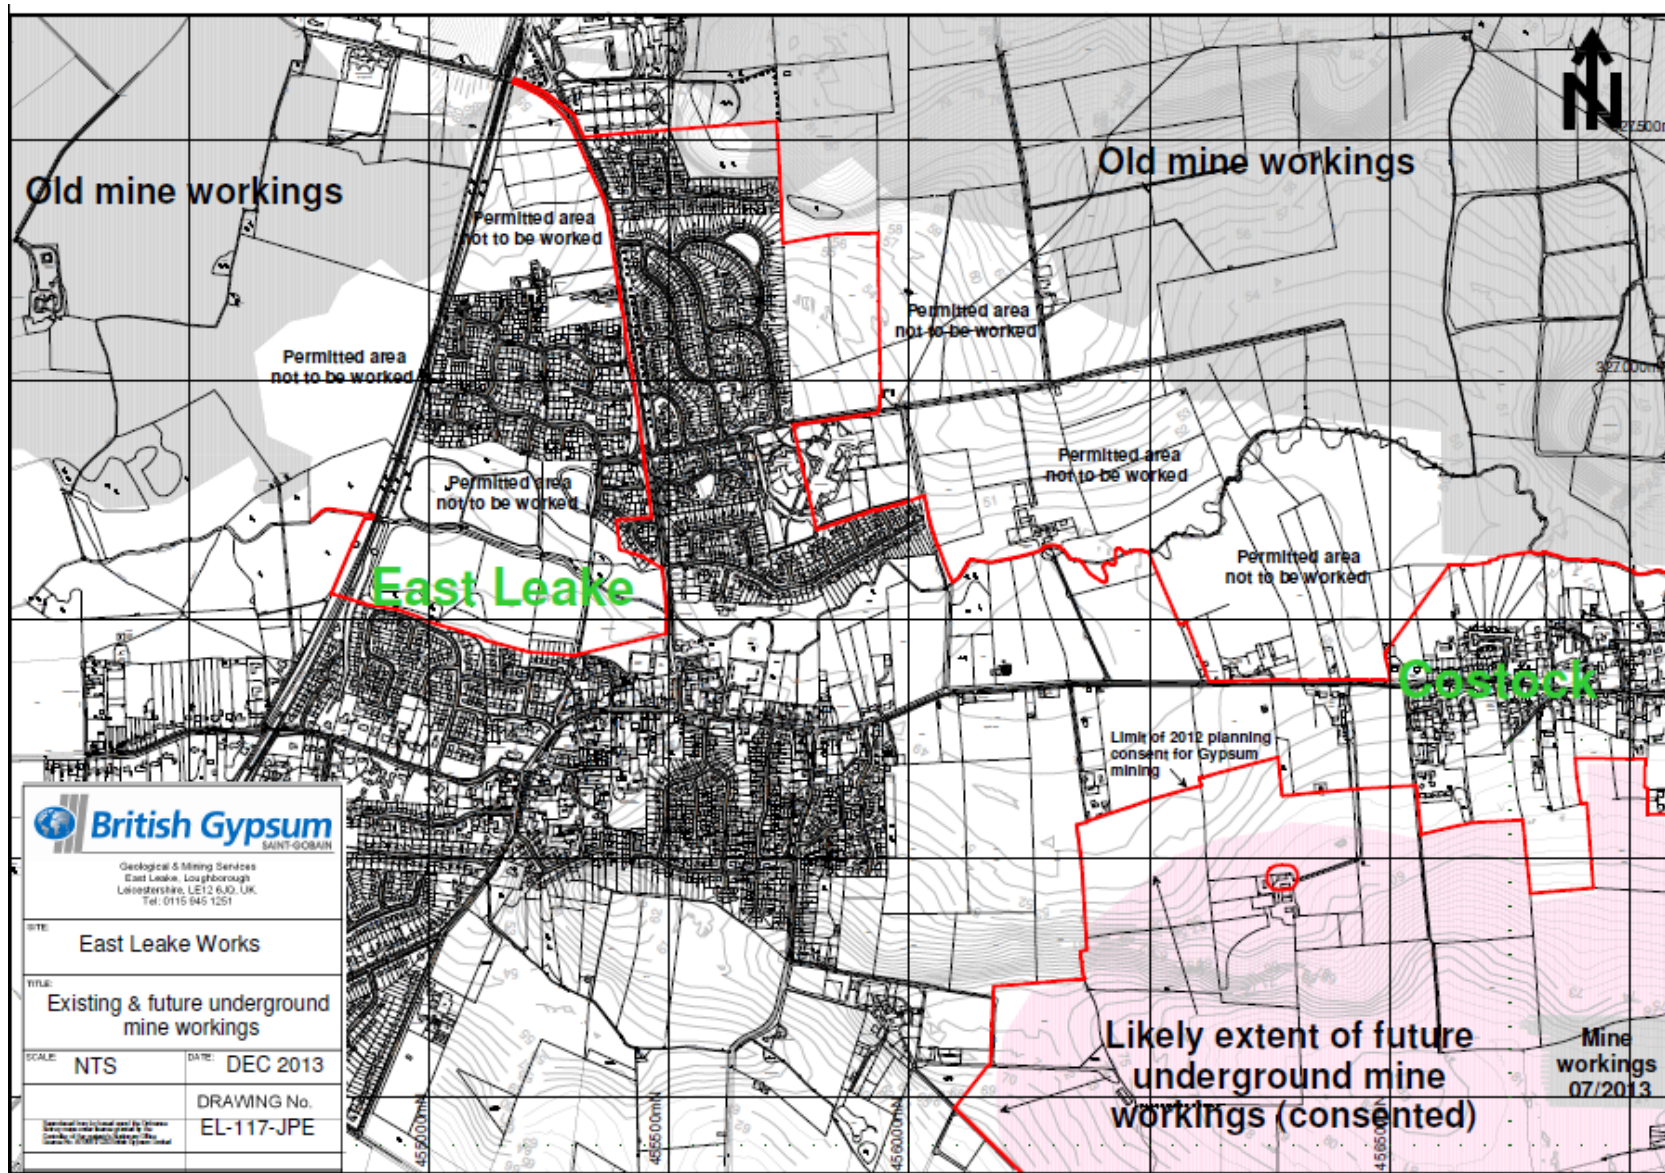 Old mine workings
Old mine workings
27500m
Permitted area
not to be worked
Permitted area
not to be worked
Permitted area
not to be worked
327000m
Permitted area
not to be worked
Permitted area
not to be worked
Permitted area
not to be worked
East Leake
Costock
Limit of 2012 planning
consent for Gypsum
mining
British Gypsum
SAINT-GOBAIN
Geological & Mining Services
East Leake, Loughborough
Leicestershire, LE12 6JQ, UK.
Tel: 0115 945 1251
SITE:
East Leake Works
TITLE:
Existing & future underground
mine workings
SCALE: NTS
DATE: DEC 2013
DRAWING No.
EL-117-JPE
Likely extent of future
underground mine
workings (consented)
Mine
workings
07/2013
455000mN
455500mN
456000mN
456500mN
N